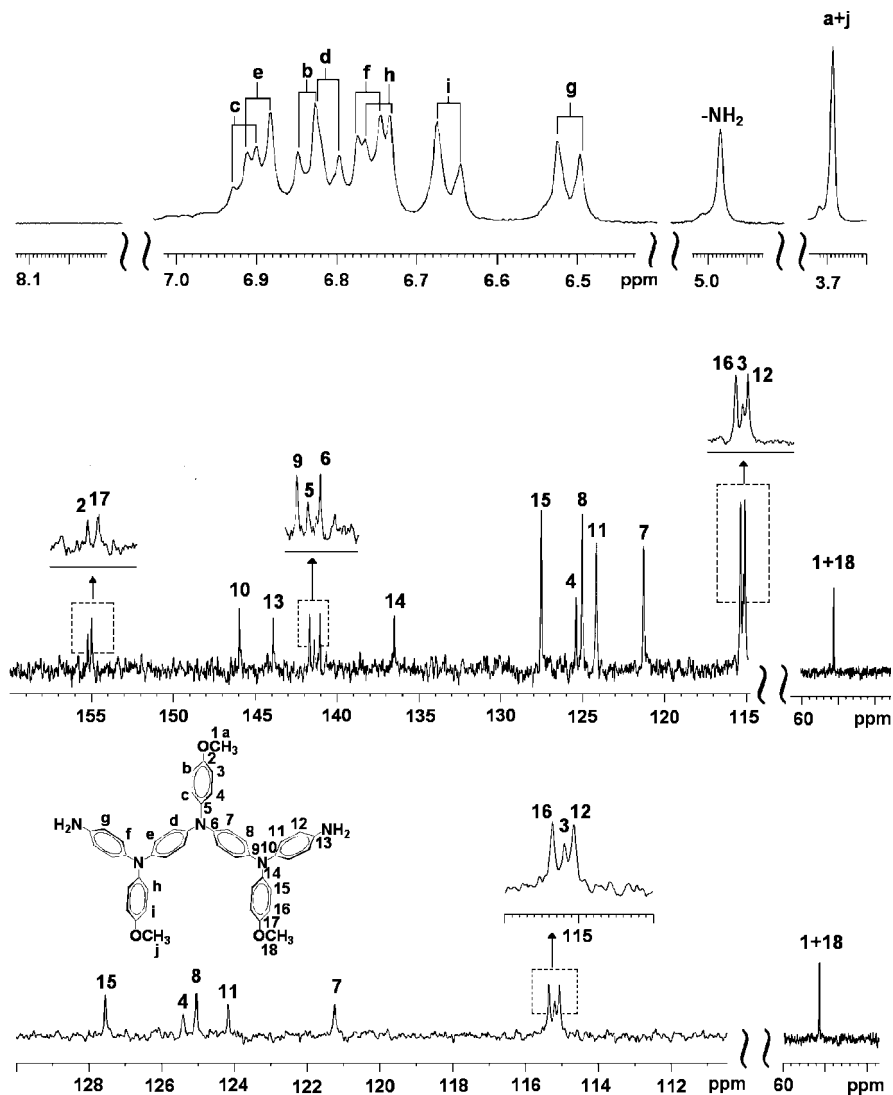 a+j
e b d f h i g
c
-NH2
8.1 7.0 6.9 6.8 6.7 6.6 6.5 ppm 5.0 3.7
16 3 12
9 5 6
2 17
15 8 11 4 7
10 13 14
1+18
155 150 145 140 135 130 125 120 115 60 ppm
1 a
OCH3
2
b 3
c 4
5
H2N g f e d N 6 7 8 11 12 NH2
9 10 13
N N
14
h 15
i 16
17
OCH3 OCH3
j 18
16 3 12
115
15 4 8 11 7
1+18
128 126 124 122 120 118 116 114 112 ppm 60 ppm